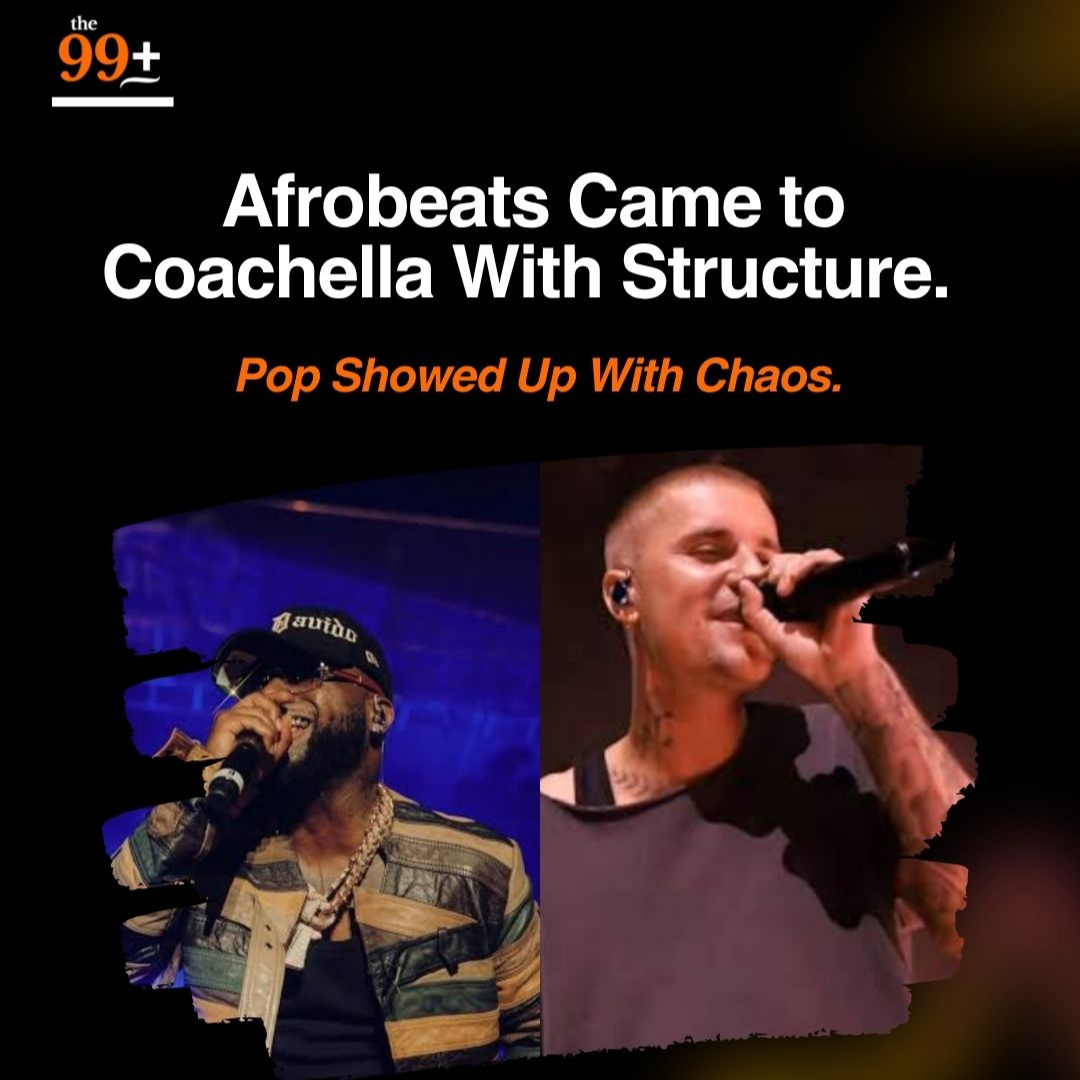 the
99+
Afrobeats Came to
Coachella With Structure.
Pop Showed Up With Chaos.
Davido